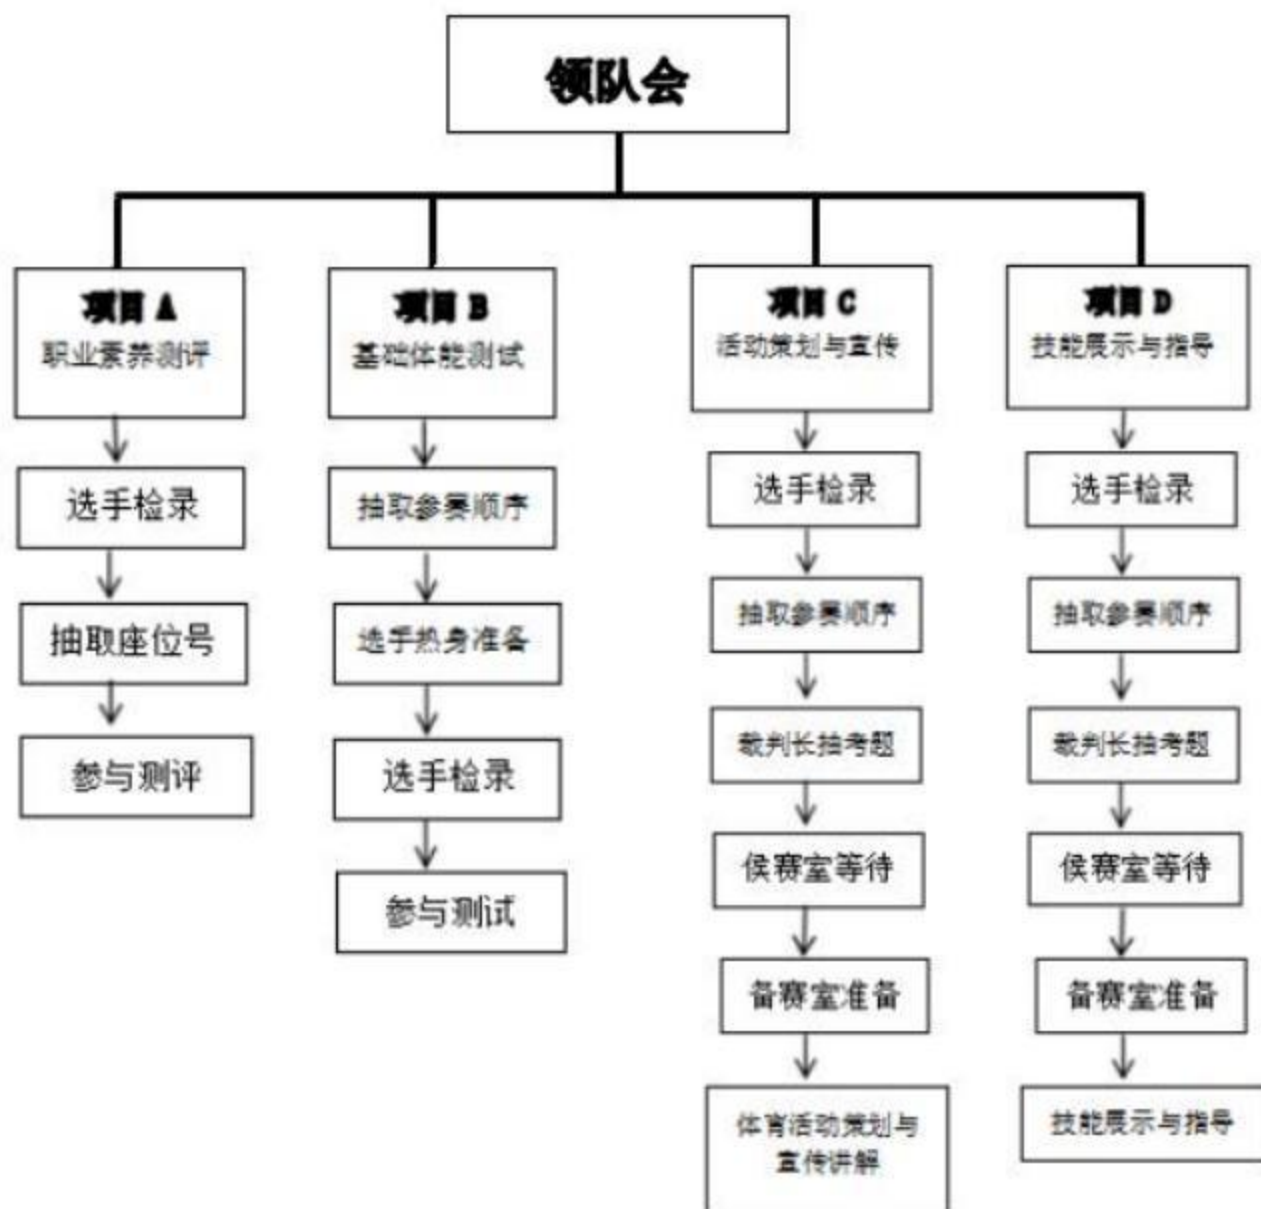 领队会
项目 A
职业素养测评
选手检录
抽取座位号
参与测评
项目 B
基础体能测试
抽取参赛顺序
选手热身准备
选手检录
参与测试
项目 C
活动策划与宣传
选手检录
抽取参赛顺序
裁判长抽考题
侯赛室等待
备赛室准备
体育活动策划与
宣传讲解
项目 D
技能展示与指导
选手检录
抽取参赛顺序
裁判长抽考题
侯赛室等待
备赛室准备
技能展示与指导